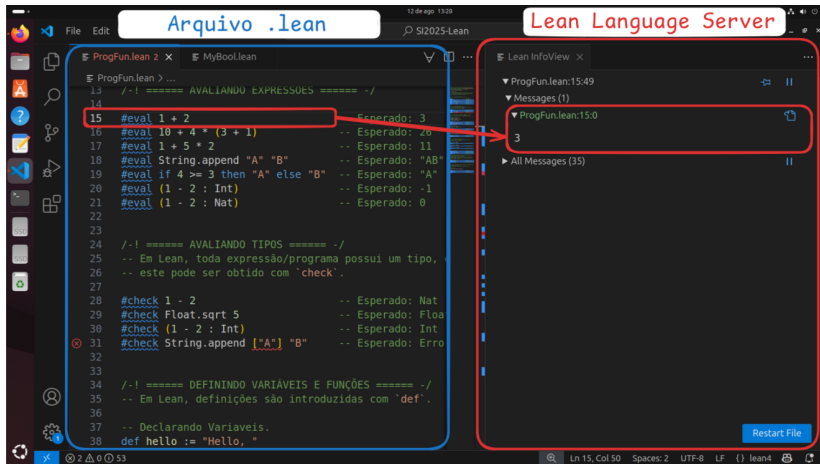 12 de ago 13:28
Arquivo .lean
Lean Language Server
File
Edit
SI2025-Lean
ProgFun.lean 2
MyBool.lean
Lean InfoView
ProgFun.lean > ...
13 /-! ====== AVALIANDO EXPRESSÕES ====== -/
14
15 #eval 1 + 2 -- Esperado: 3
16 #eval 10 + 4 * (3 + 1) -- Esperado: 26
17 #eval 1 + 5 * 2 -- Esperado: 11
18 #eval String.append "A" "B" -- Esperado: "AB"
19 #eval if 4 >= 3 then "A" else "B" -- Esperado: "A"
20 #eval (1 - 2 : Int) -- Esperado: -1
21 #eval (1 - 2 : Nat) -- Esperado: 0
22
23
24 /-! ====== AVALIANDO TIPOS ====== -/
25 -- Em Lean, toda expressão/programa possui um tipo,
26 -- este pode ser obtido com `check`.
27
28 #check 1 - 2 -- Esperado: Nat
29 #check Float.sqrt 5 -- Esperado: Floa
30 #check (1 - 2 : Int) -- Esperado: Int
31 #check String.append ["A"] "B" -- Esperado: Erro
32
33
34 /-! ====== DEFININDO VARIÁVEIS E FUNÇÕES ====== -/
35 -- Em Lean, definições são introduzidas com `def`.
36
37 -- Declarando Variaveis.
38 def hello := "Hello, "
ProgFun.lean:15:49
Messages (1)
ProgFun.lean:15:0
3
All Messages (35)
Restart File
2 0 53
Ln 15, Col 50 Spaces: 2 UTF-8 LF {} lean4